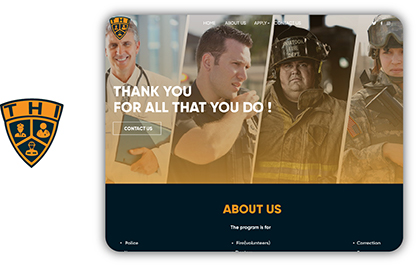 THI
HOME ABOUT US APPLY CONTACT US
THANK YOU
FOR ALL THAT YOU DO !
CONTACT US
ABOUT US
The program is for
• Police • Fire(volunteers) • Correction